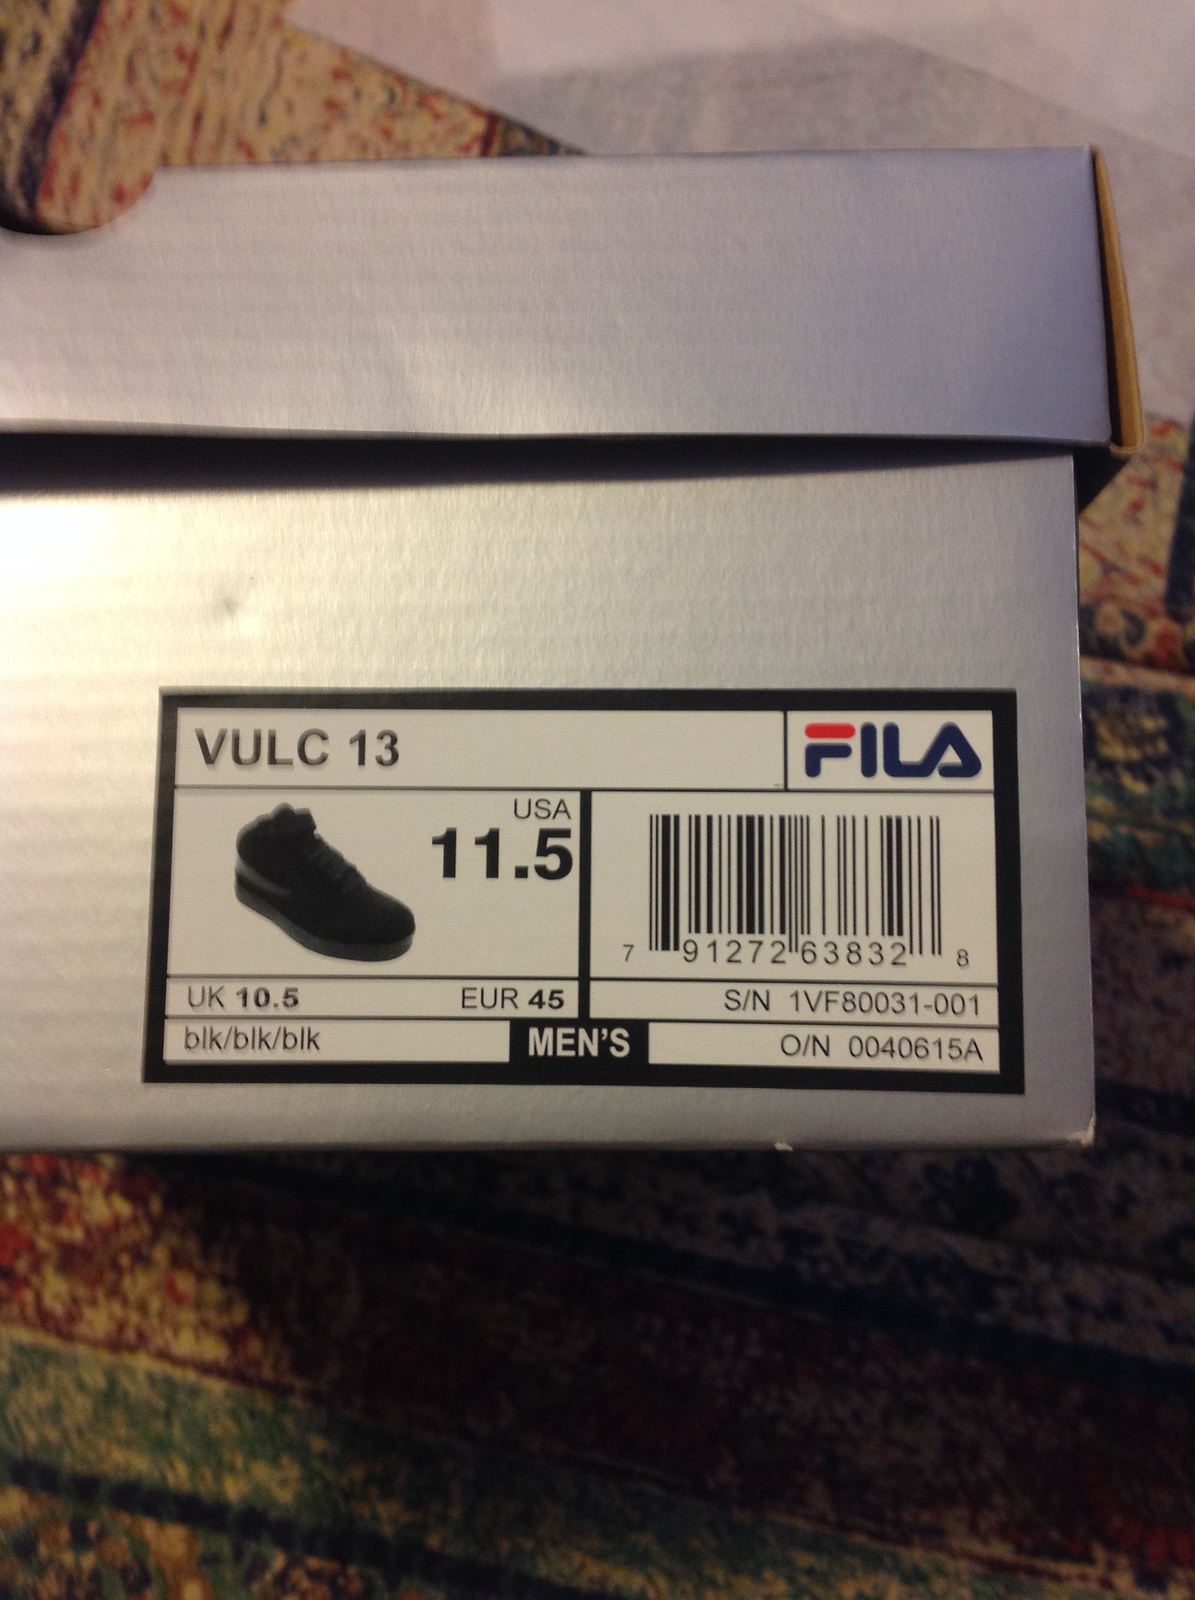 VULC 13
FILA
USA
11.5
7 91272 63832 8
UK 10.5 EUR 45
S/N 1VF80031-001
blk/blk/blk
MEN'S
O/N 0040615A